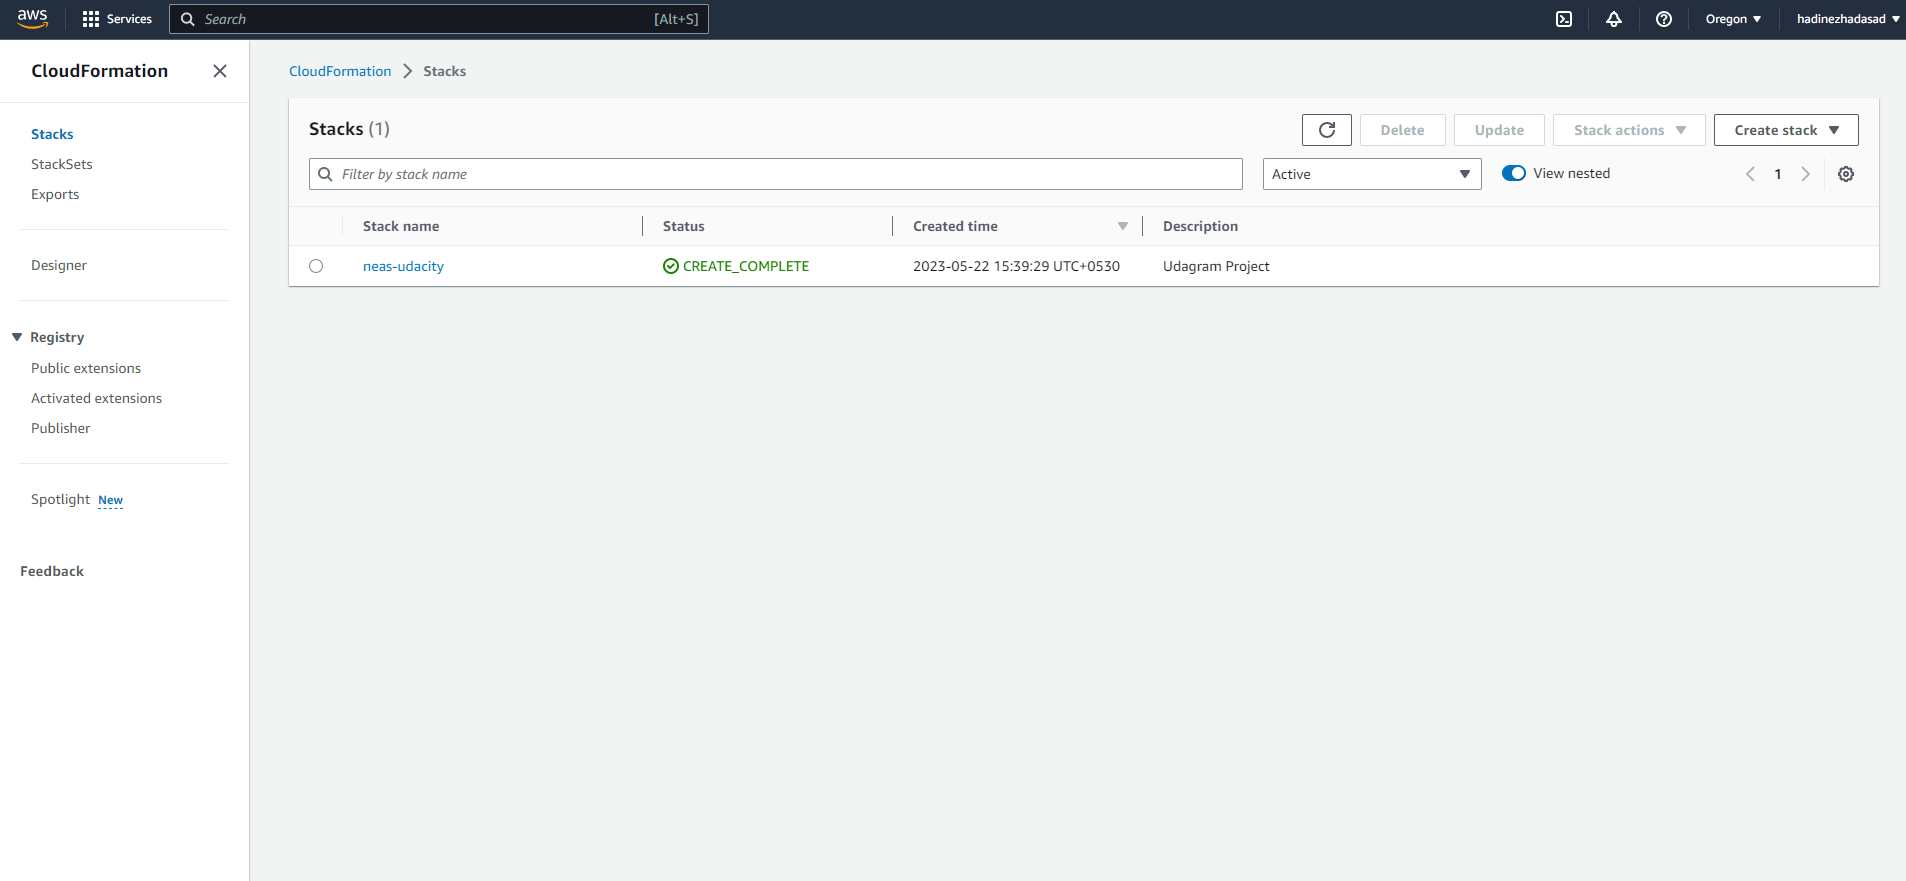 aws Services Search [Alt+S] Oregon hadinezhadasad
CloudFormation
Stacks
StackSets
Exports
Designer
Registry
Public extensions
Activated extensions
Publisher
Spotlight New
Feedback
CloudFormation Stacks
Stacks (1) Delete Update Stack actions Create stack
Filter by stack name Active View nested 1
Stack name Status Created time Description
neas-udacity CREATE_COMPLETE 2023-05-22 15:39:29 UTC+0530 Udagram Project